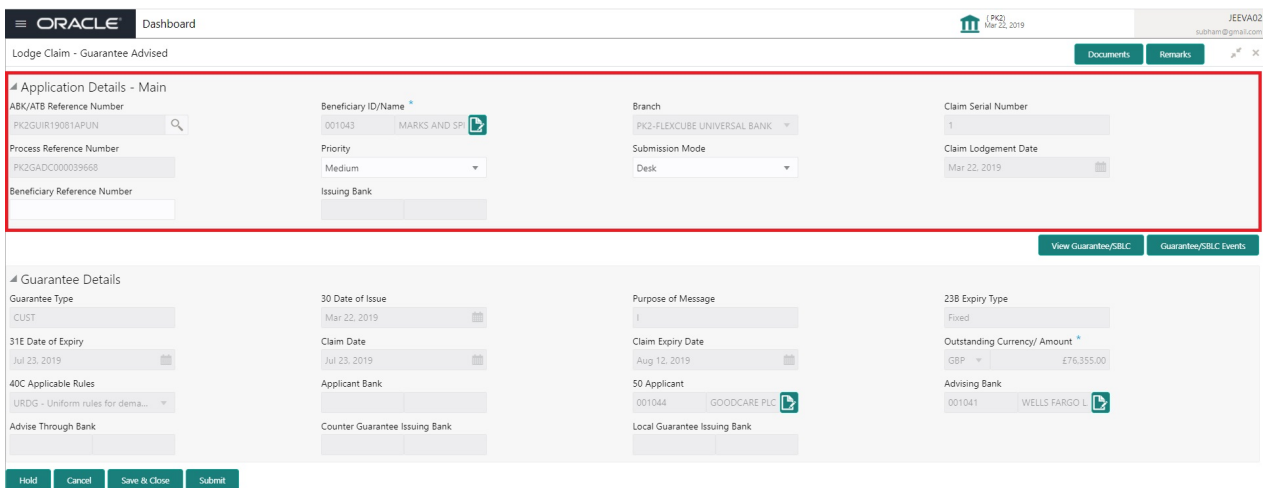 ORACLE Dashboard (PK2) Mar 22, 2019 JEEVA02 subham@gmail.com
Lodge Claim - Guarantee Advised Documents Remarks
Application Details - Main
ABK/ATB Reference Number Beneficiary ID/Name * Branch Claim Serial Number
PK2GUIR19081APUN 001043 MARKS AND SPI PK2-FLEXCUBE UNIVERSAL BANK 1
Process Reference Number Priority Submission Mode Claim Lodgement Date
PK2GADC000039668 Medium Desk Mar 22, 2019
Beneficiary Reference Number Issuing Bank
View Guarantee/SBLC Guarantee/SBLC Events
Guarantee Details
Guarantee Type 30 Date of Issue Purpose of Message 23B Expiry Type
CUST Mar 22, 2019 I Fixed
31E Date of Expiry Claim Date Claim Expiry Date Outstanding Currency/ Amount *
Jul 23, 2019 Jul 23, 2019 Aug 12, 2019 GBP £76,355.00
40C Applicable Rules Applicant Bank 50 Applicant Advising Bank
URDG - Uniform rules for dema... 001044 GOODCARE PLC 001041 WELLS FARGO L
Advise Through Bank Counter Guarantee Issuing Bank Local Guarantee Issuing Bank
Hold Cancel Save & Close Submit